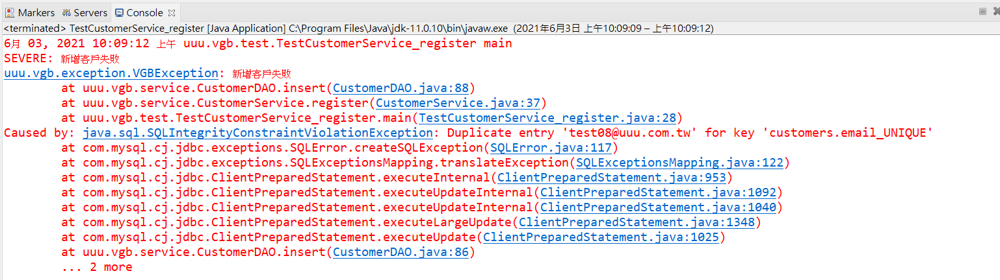 Markers Servers Console
<terminated> TestCustomerService_register [Java Application] C:\Program Files\Java\jdk-11.0.10\bin\javaw.exe (2021年6月3日 上午10:09:09 – 上午10:09:12)
6月 03, 2021 10:09:12 上午 uuu.vgb.test.TestCustomerService_register main
SEVERE: 新增客戶失敗
uuu.vgb.exception.VGBException: 新增客戶失敗
at uuu.vgb.service.CustomerDAO.insert(CustomerDAO.java:88)
at uuu.vgb.service.CustomerService.register(CustomerService.java:37)
at uuu.vgb.test.TestCustomerService_register.main(TestCustomerService_register.java:28)
Caused by: java.sql.SQLIntegrityConstraintViolationException: Duplicate entry 'test08@uuu.com.tw' for key 'customers.email_UNIQUE'
at com.mysql.cj.jdbc.exceptions.SQLError.createSQLException(SQLError.java:117)
at com.mysql.cj.jdbc.exceptions.SQLExceptionsMapping.translateException(SQLExceptionsMapping.java:122)
at com.mysql.cj.jdbc.ClientPreparedStatement.executeInternal(ClientPreparedStatement.java:953)
at com.mysql.cj.jdbc.ClientPreparedStatement.executeUpdateInternal(ClientPreparedStatement.java:1092)
at com.mysql.cj.jdbc.ClientPreparedStatement.executeUpdateInternal(ClientPreparedStatement.java:1040)
at com.mysql.cj.jdbc.ClientPreparedStatement.executeLargeUpdate(ClientPreparedStatement.java:1348)
at com.mysql.cj.jdbc.ClientPreparedStatement.executeUpdate(ClientPreparedStatement.java:1025)
at uuu.vgb.service.CustomerDAO.insert(CustomerDAO.java:86)
... 2 more